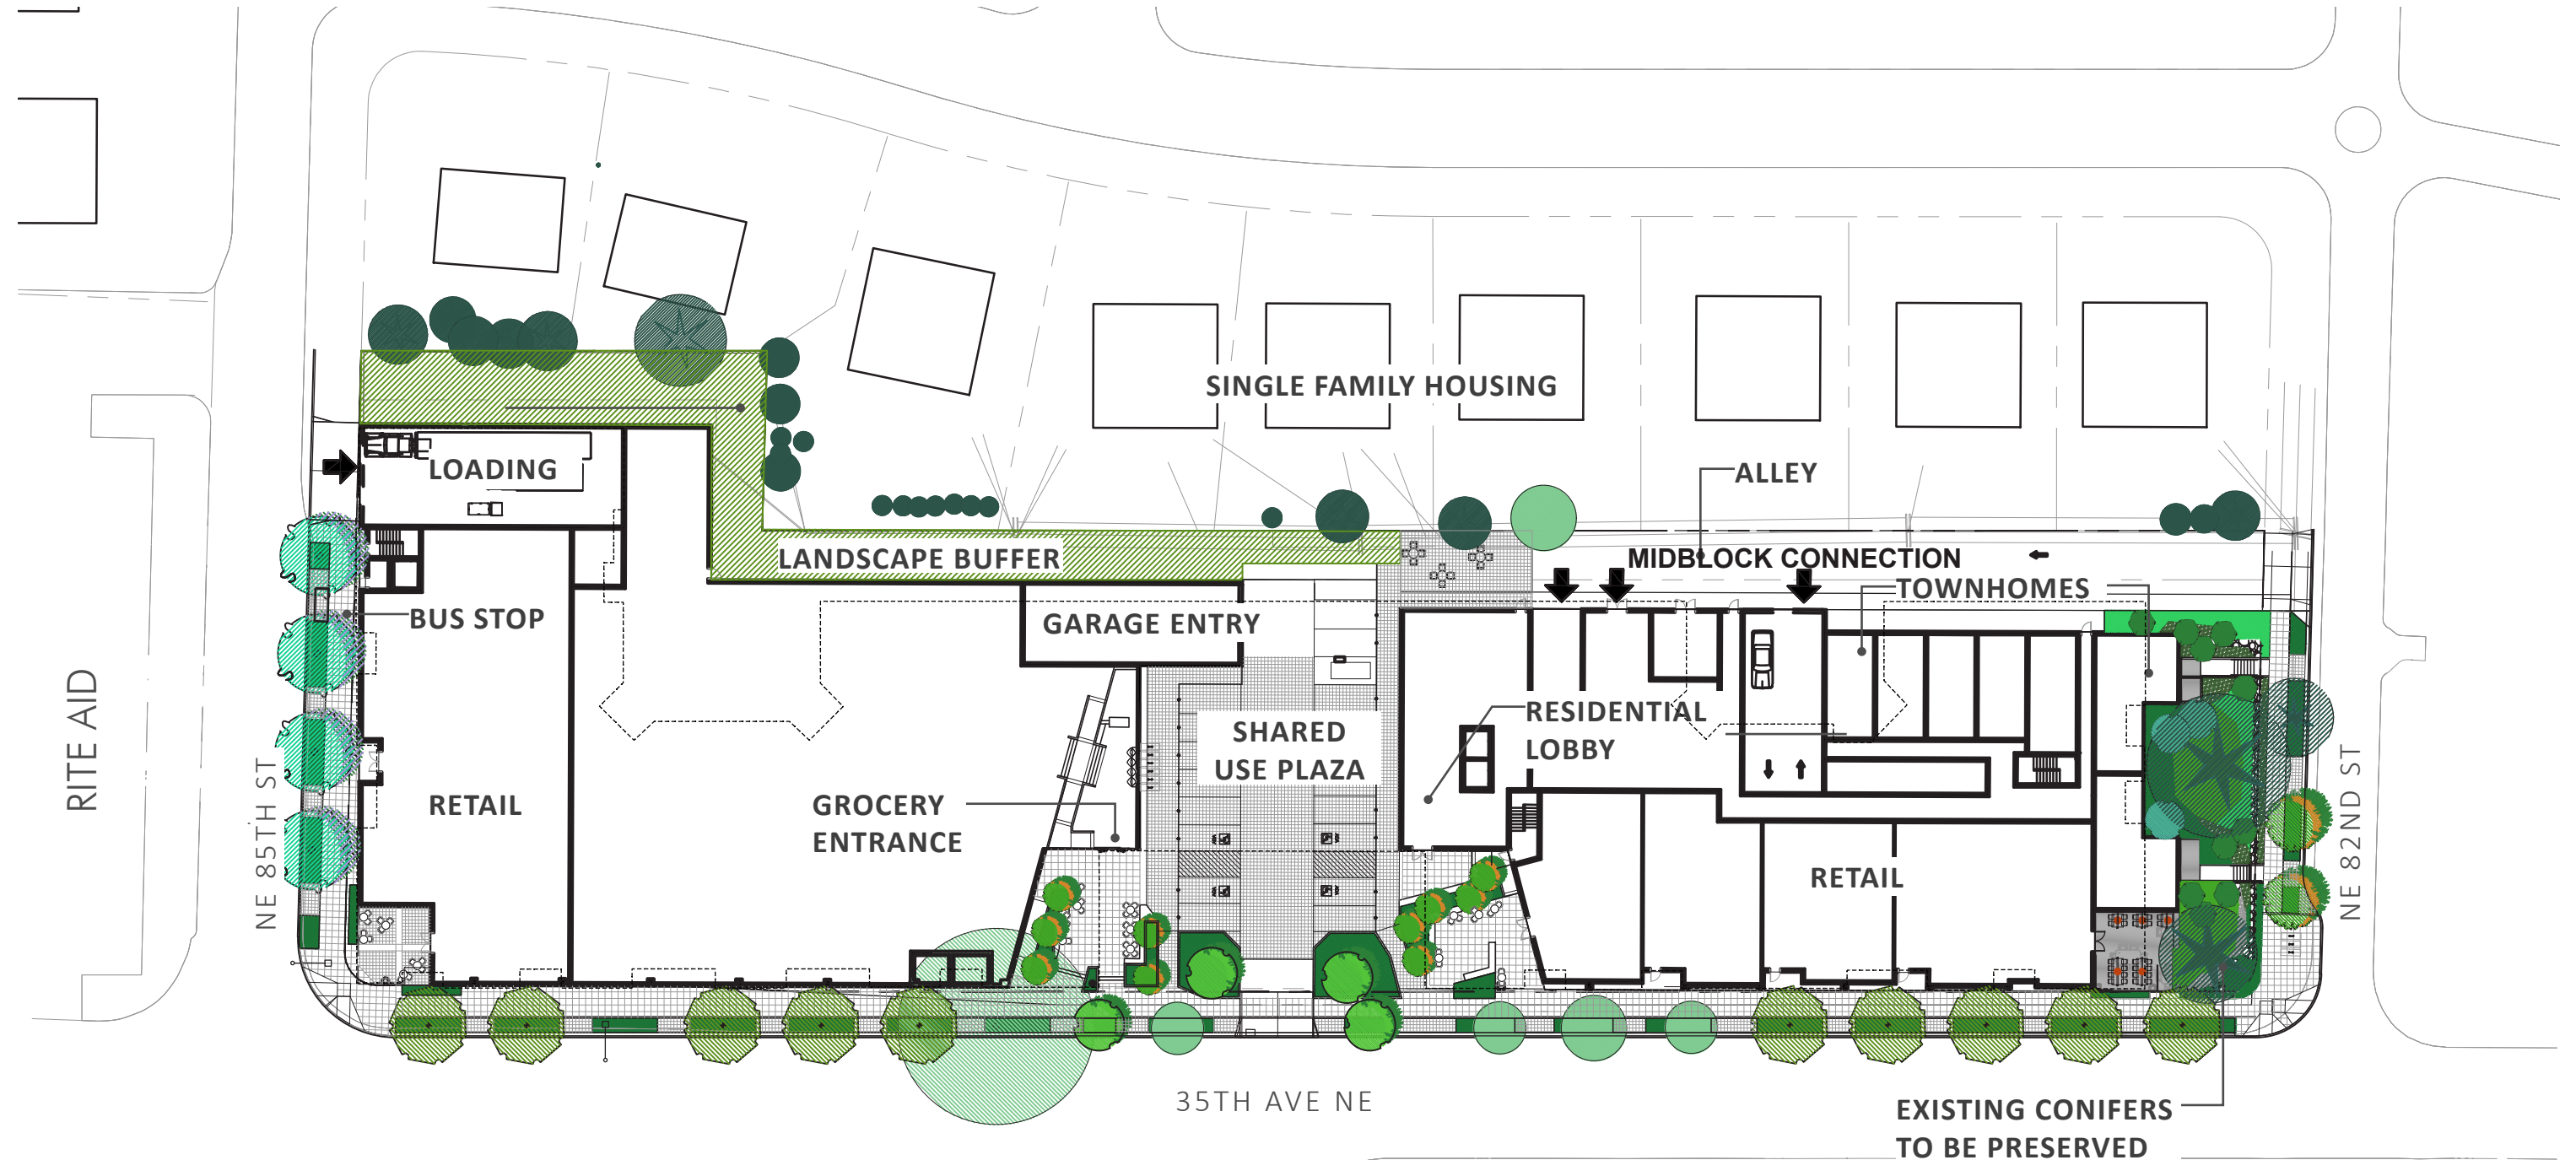 SINGLE FAMILY HOUSING
LOADING
ALLEY
LANDSCAPE BUFFER
MIDBLOCK CONNECTION
TOWNHOMES
BUS STOP
GARAGE ENTRY
RITE AID
NE 85TH ST
RETAIL
GROCERY
ENTRANCE
SHARED
USE PLAZA
RESIDENTIAL
LOBBY
RETAIL
NE 82ND ST
35TH AVE NE
EXISTING CONIFERS
TO BE PRESERVED